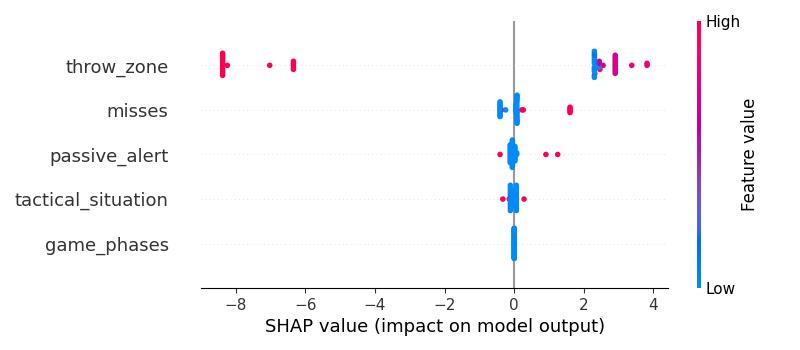 High
throw_zone
misses
passive_alert
tactical_situation
game_phases
Feature value
Low
−8 −6 −4 −2 0 2 4
SHAP value (impact on model output)